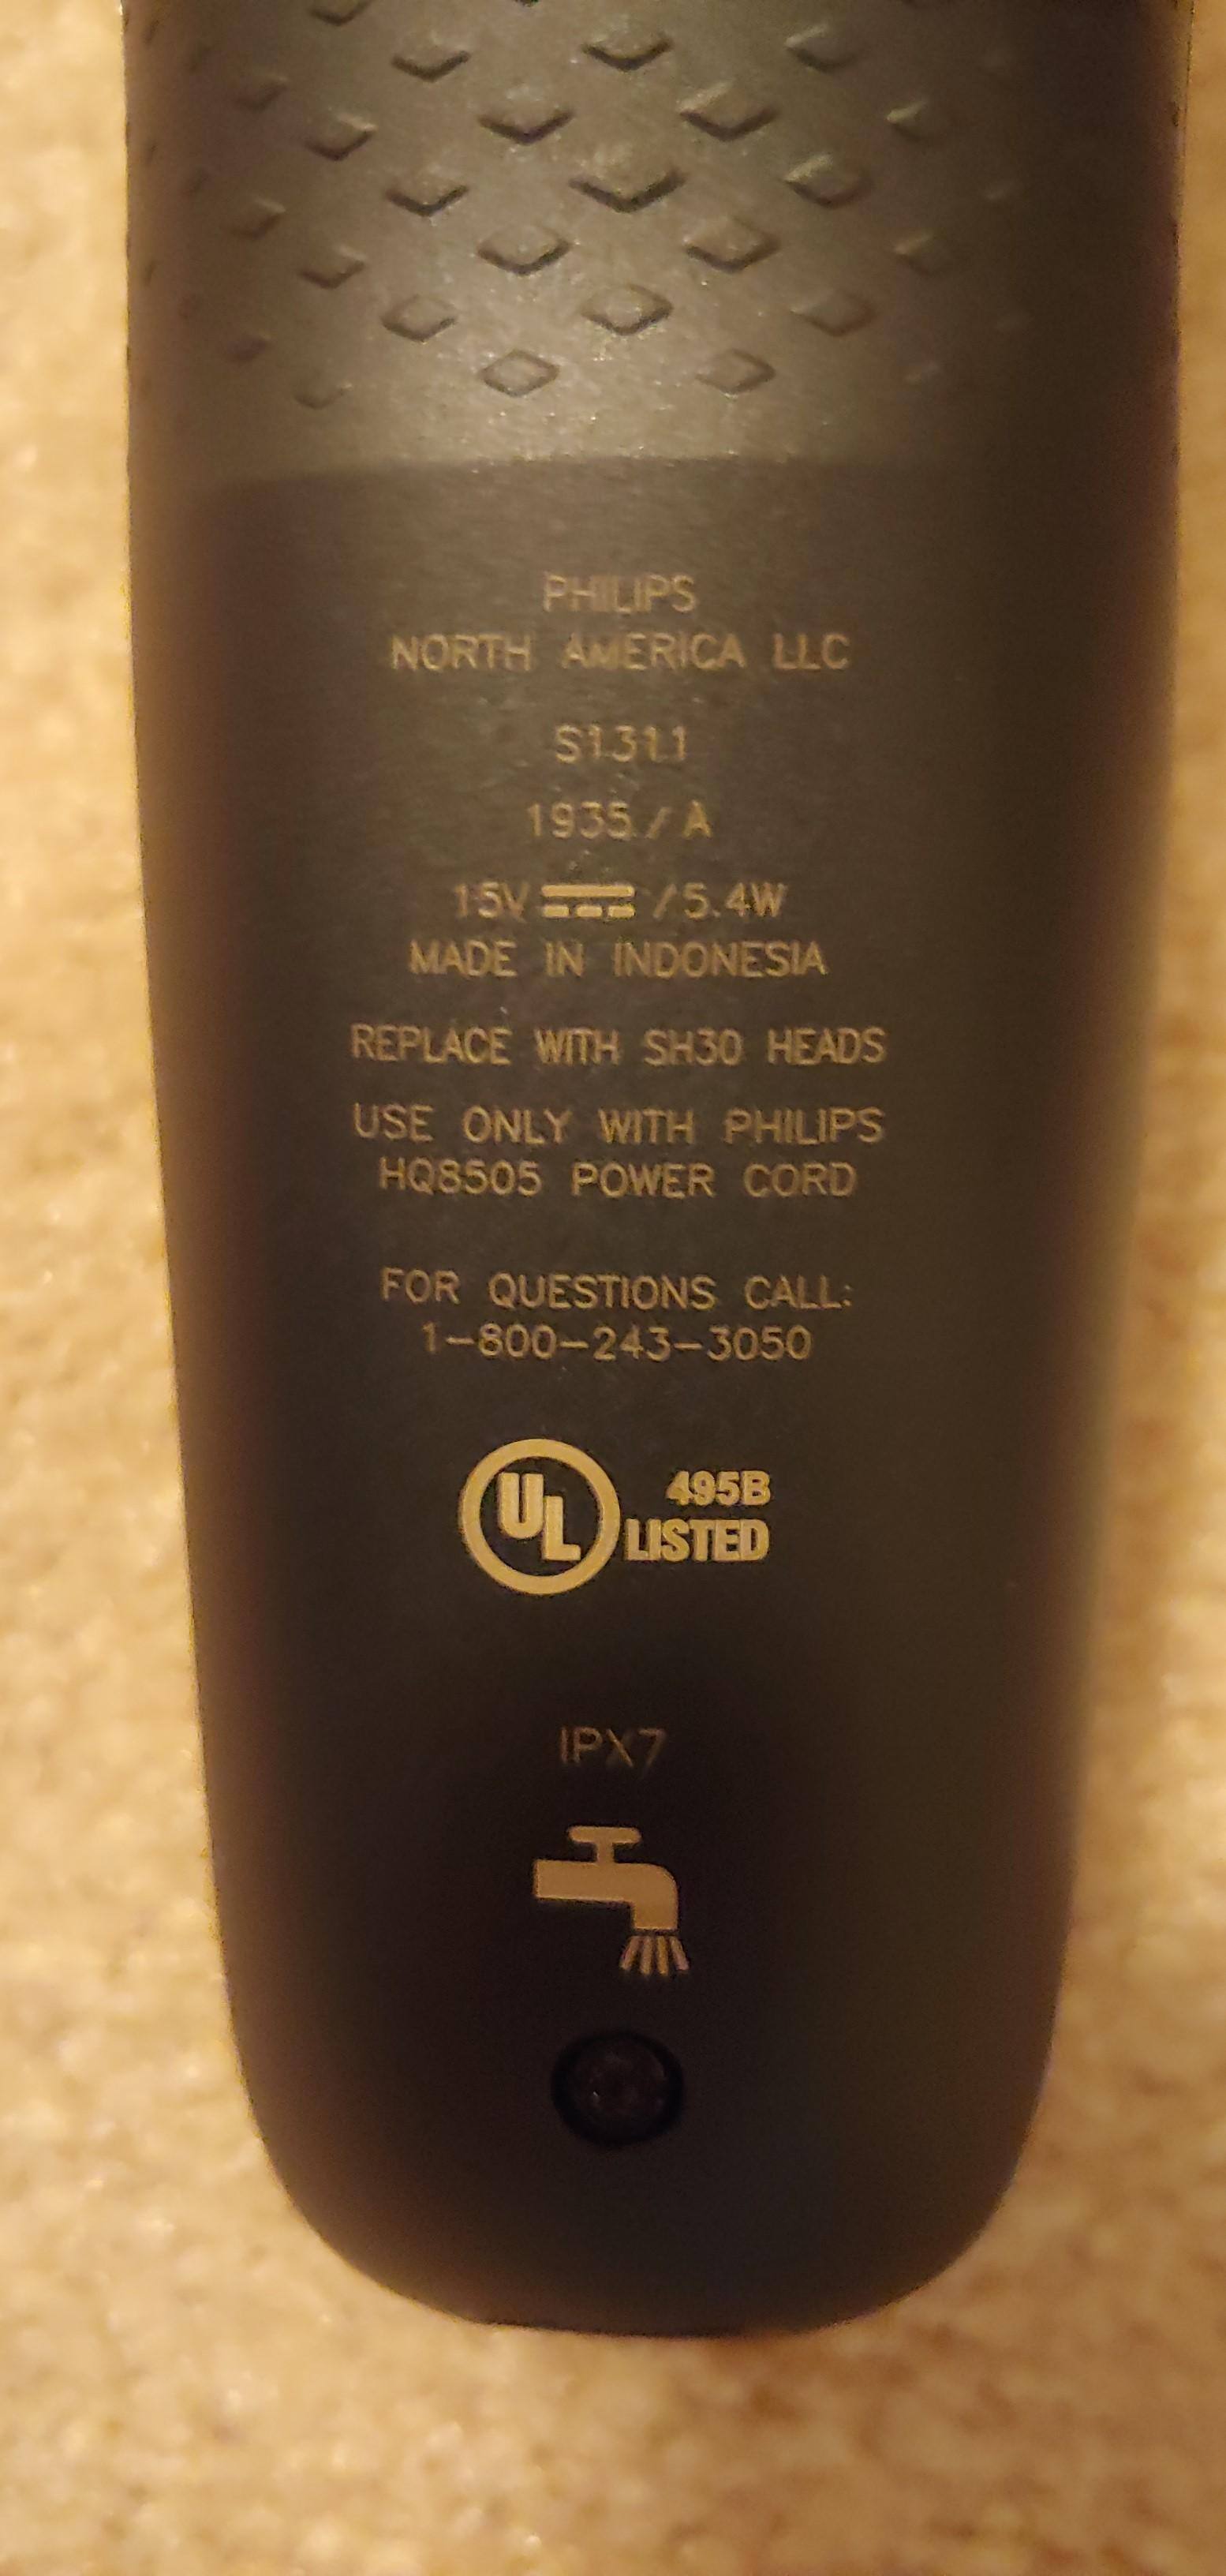 PHILIPS
NORTH AMERICA LLC
S1311
1935 / A
15V ⎓ /5.4W
MADE IN INDONESIA
REPLACE WITH SH30 HEADS
USE ONLY WITH PHILIPS
HQ8505 POWER CORD
FOR QUESTIONS CALL:
1-800-243-3050
UL 495B
LISTED
IPX7